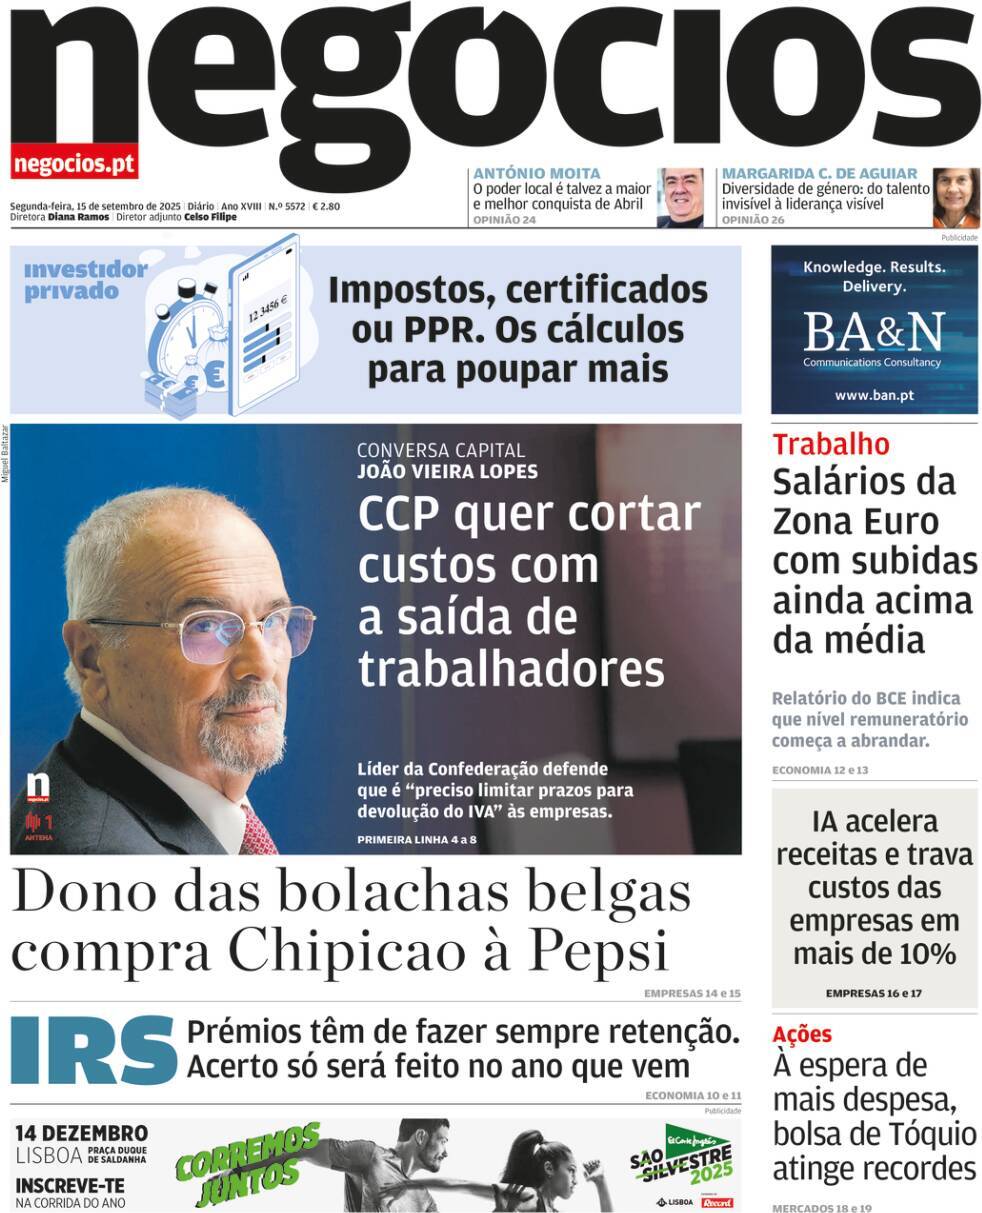 negócios
negocios.pt
Segunda-feira, 15 de setembro de 2025 | Diário | Ano XVIII | N.º 5572 | € 2.80
Diretora Diana Ramos | Diretor adjunto Celso Filipe
ANTÓNIO MOITA
O poder local é talvez a maior
e melhor conquista de Abril
OPINIÃO 24
MARGARIDA C. DE AGUIAR
Diversidade de género: do talento
invisível à liderança visível
OPINIÃO 26
Publicidade
investidor
privado
12 3456 €
Impostos, certificados
ou PPR. Os cálculos
para poupar mais
Knowledge. Results.
Delivery.
BA&N
Communications Consultancy
www.ban.pt
Miguel Baltazar
CONVERSA CAPITAL
JOÃO VIEIRA LOPES
CCP quer cortar
custos com
a saída de
trabalhadores
Líder da Confederação defende
que é “preciso limitar prazos para
devolução do IVA” às empresas.
PRIMEIRA LINHA 4 a 8
n
negocios.pt
1
ANTENA
Trabalho
Salários da
Zona Euro
com subidas
ainda acima
da média
Relatório do BCE indica
que nível remuneratório
começa a abrandar.
ECONOMIA 12 e 13
IA acelera
receitas e trava
custos das
empresas em
mais de 10%
EMPRESAS 16 e 17
Dono das bolachas belgas
compra Chipicao à Pepsi
EMPRESAS 14 e 15
IRS
Prémios têm de fazer sempre retenção.
Acerto só será feito no ano que vem
ECONOMIA 10 e 11
Ações
À espera de
mais despesa,
bolsa de Tóquio
atinge recordes
MERCADOS 18 e 19
Publicidade
14 DEZEMBRO
LISBOA PRAÇA DUQUE
DE SALDANHA
INSCREVE-TE
NA CORRIDA DO ANO
CORREMOS
JUNTOS
El Corte Inglés
SÃO
SILVESTRE
2025
LISBOA
Record